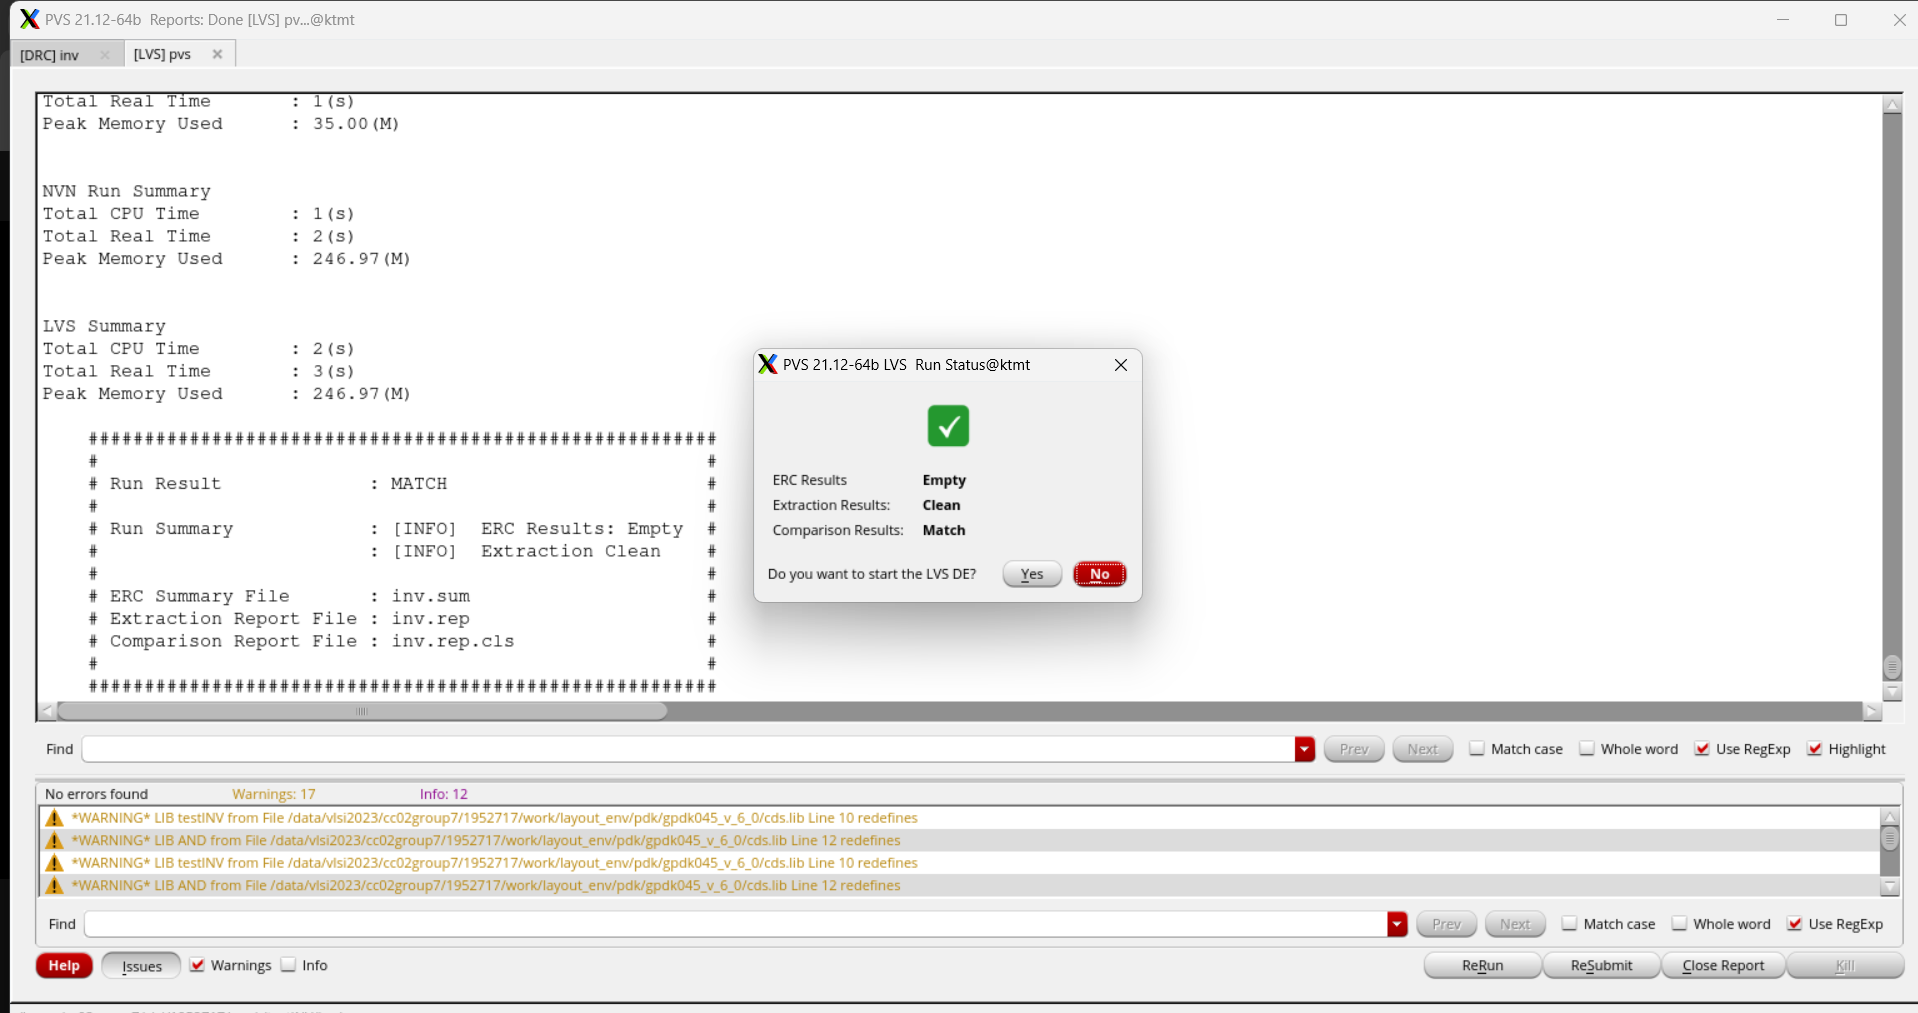 PVS 21.12-64b  Reports: Done [LVS] pv...@ktmt
[DRC] inv
[LVS] pvs
Total Real Time : 1(s)
Peak Memory Used : 35.00(M)
NVN Run Summary
Total CPU Time : 1(s)
Total Real Time : 2(s)
Peak Memory Used : 246.97(M)
LVS Summary
Total CPU Time : 2(s)
Total Real Time : 3(s)
Peak Memory Used : 246.97(M)
########################################################
# #
# Run Result : MATCH #
# #
# Run Summary : [INFO]  ERC Results: Empty #
# : [INFO]  Extraction Clean #
# #
# ERC Summary File : inv.sum #
# Extraction Report File : inv.rep #
# Comparison Report File : inv.rep.cls #
# #
########################################################
PVS 21.12-64b LVS  Run Status@ktmt
ERC Results Empty
Extraction Results: Clean
Comparison Results: Match
Do you want to start the LVS DE? Yes No
Find Prev Next Match case Whole word Use RegExp Highlight
No errors found Warnings: 17 Info: 12
*WARNING* LIB testINV from File /data/vlsi2023/cc02group7/1952717/work/layout_env/pdk/gpdk045_v_6_0/cds.lib Line 10 redefines
*WARNING* LIB AND from File /data/vlsi2023/cc02group7/1952717/work/layout_env/pdk/gpdk045_v_6_0/cds.lib Line 12 redefines
*WARNING* LIB testINV from File /data/vlsi2023/cc02group7/1952717/work/layout_env/pdk/gpdk045_v_6_0/cds.lib Line 10 redefines
*WARNING* LIB AND from File /data/vlsi2023/cc02group7/1952717/work/layout_env/pdk/gpdk045_v_6_0/cds.lib Line 12 redefines
Find Prev Next Match case Whole word Use RegExp
Help Issues Warnings Info ReRun ReSubmit Close Report Kill